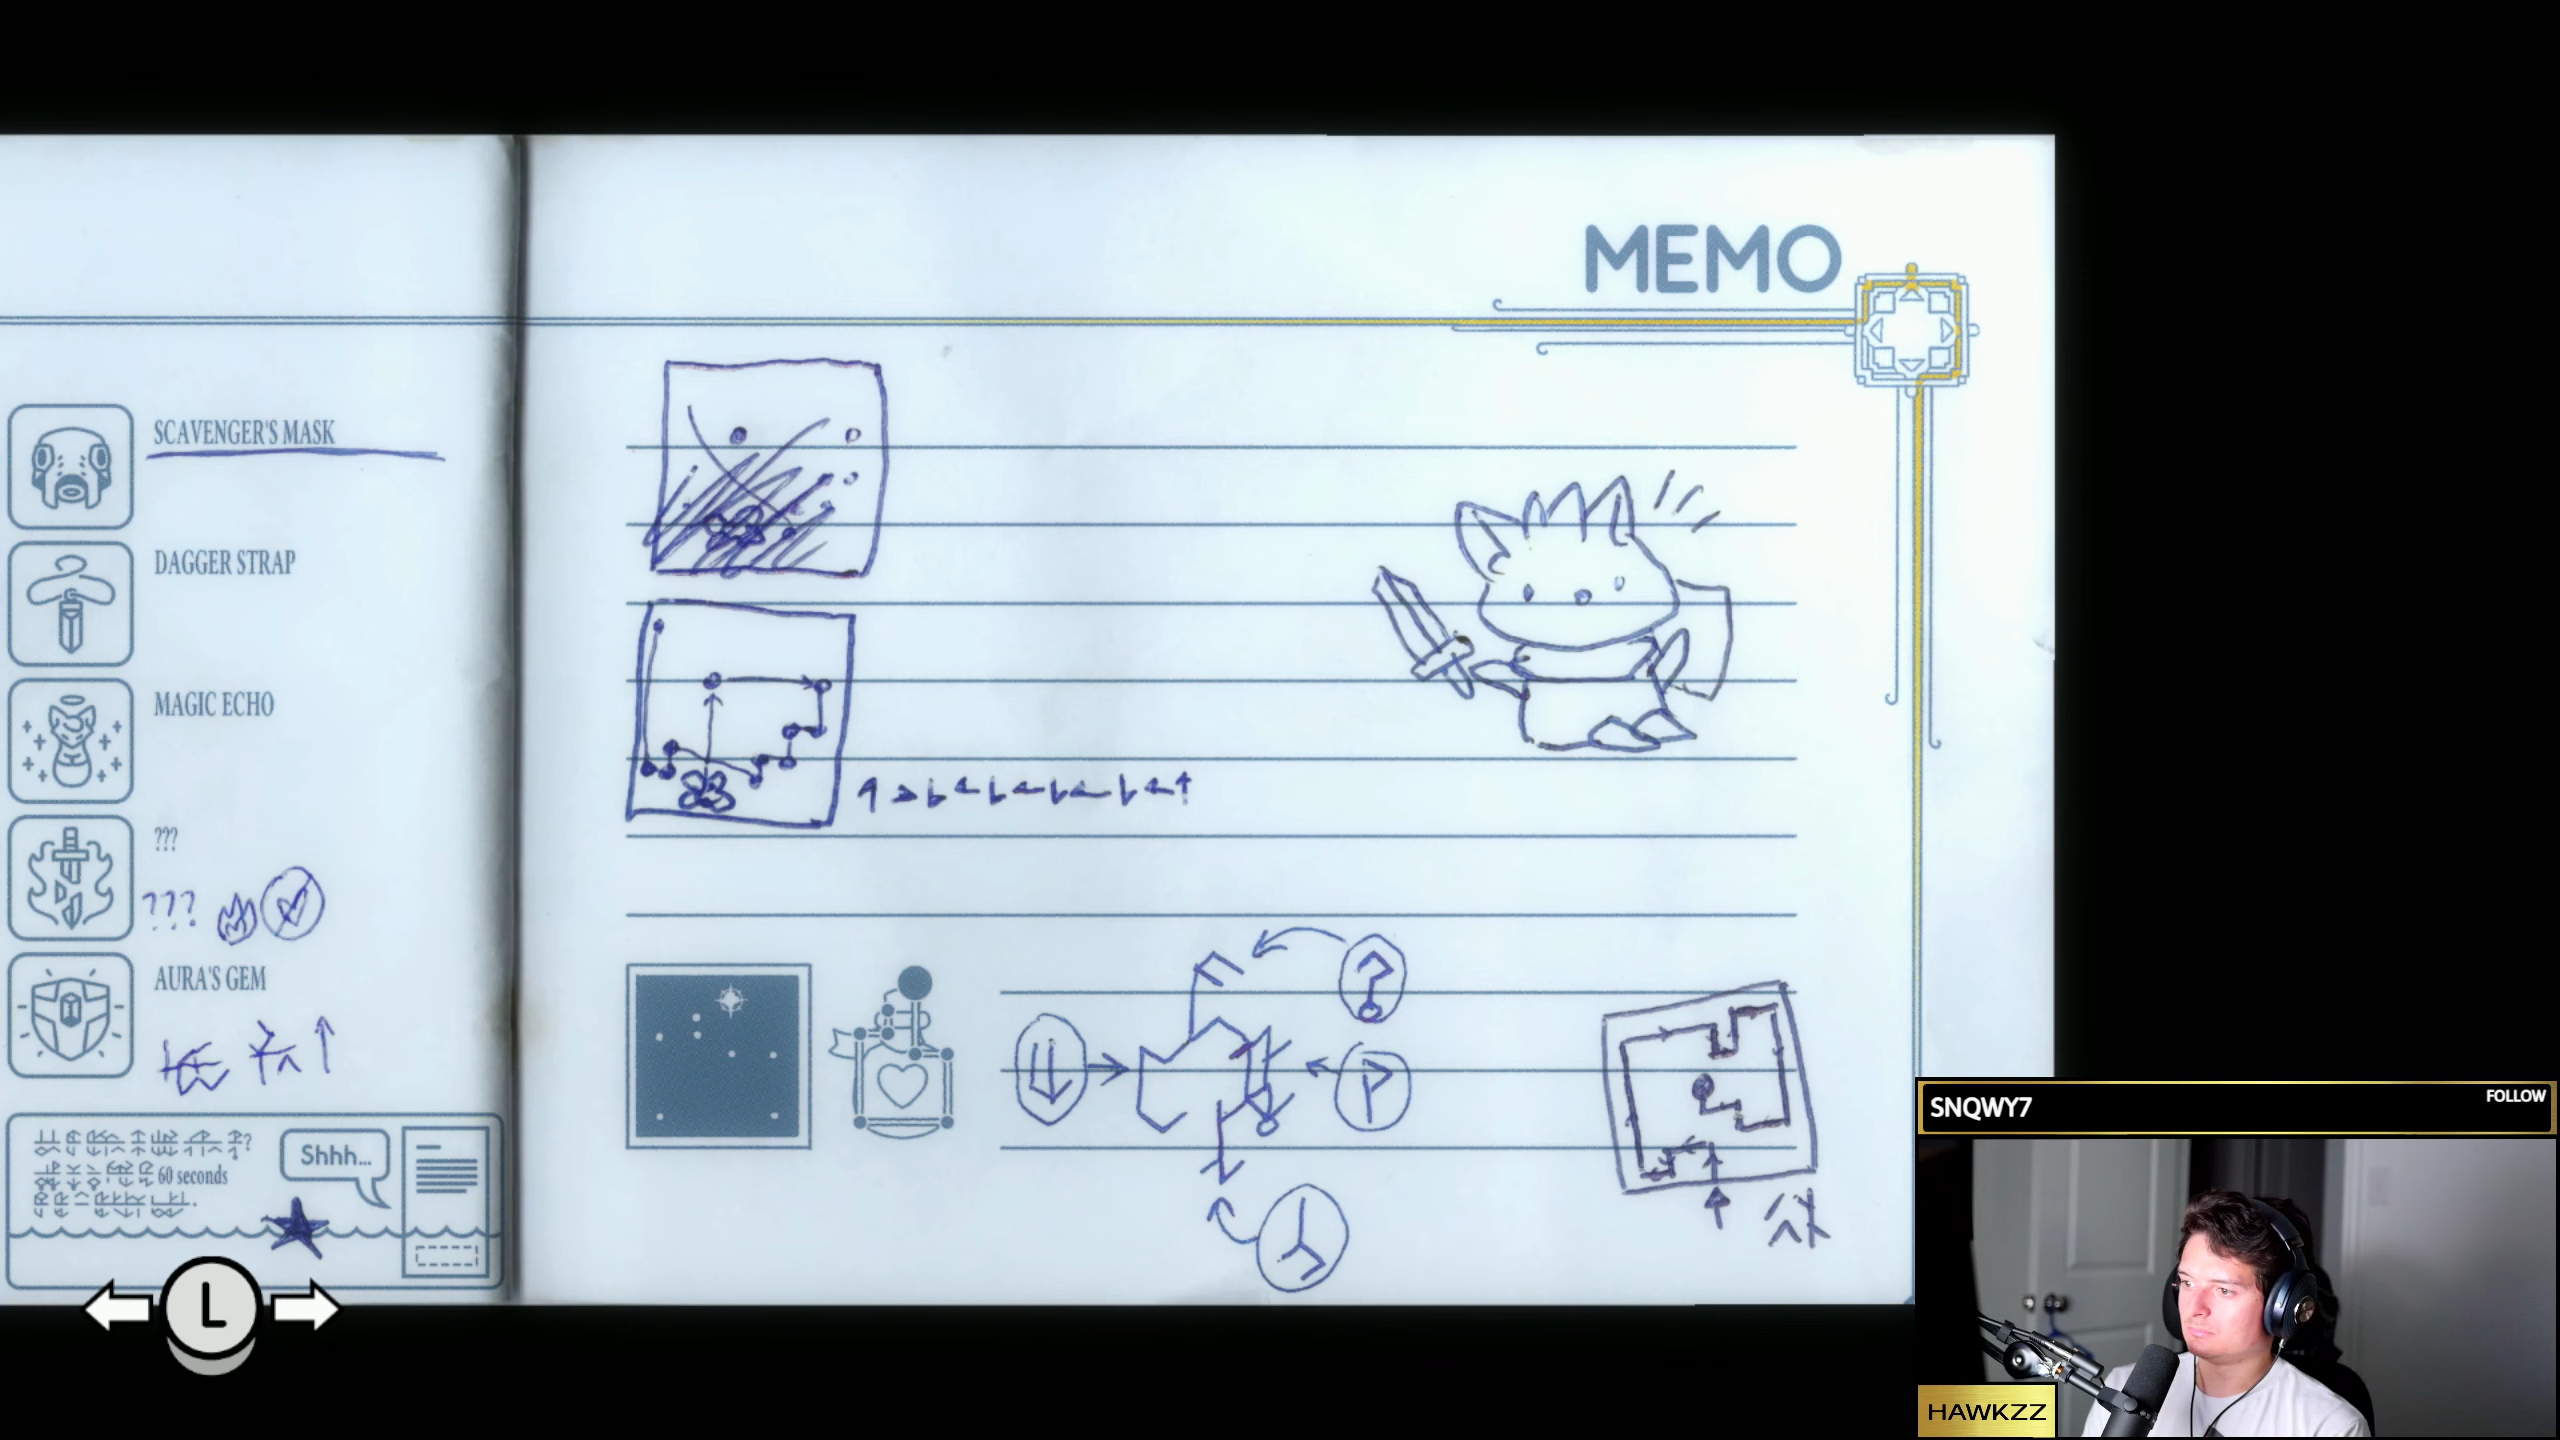 MEMO
SCAVENGER'S MASK
DAGGER STRAP
MAGIC ECHO
???
???
AURA'S GEM
60 seconds
Shhh...
L
SNQWY7
FOLLOW
HAWKZZ